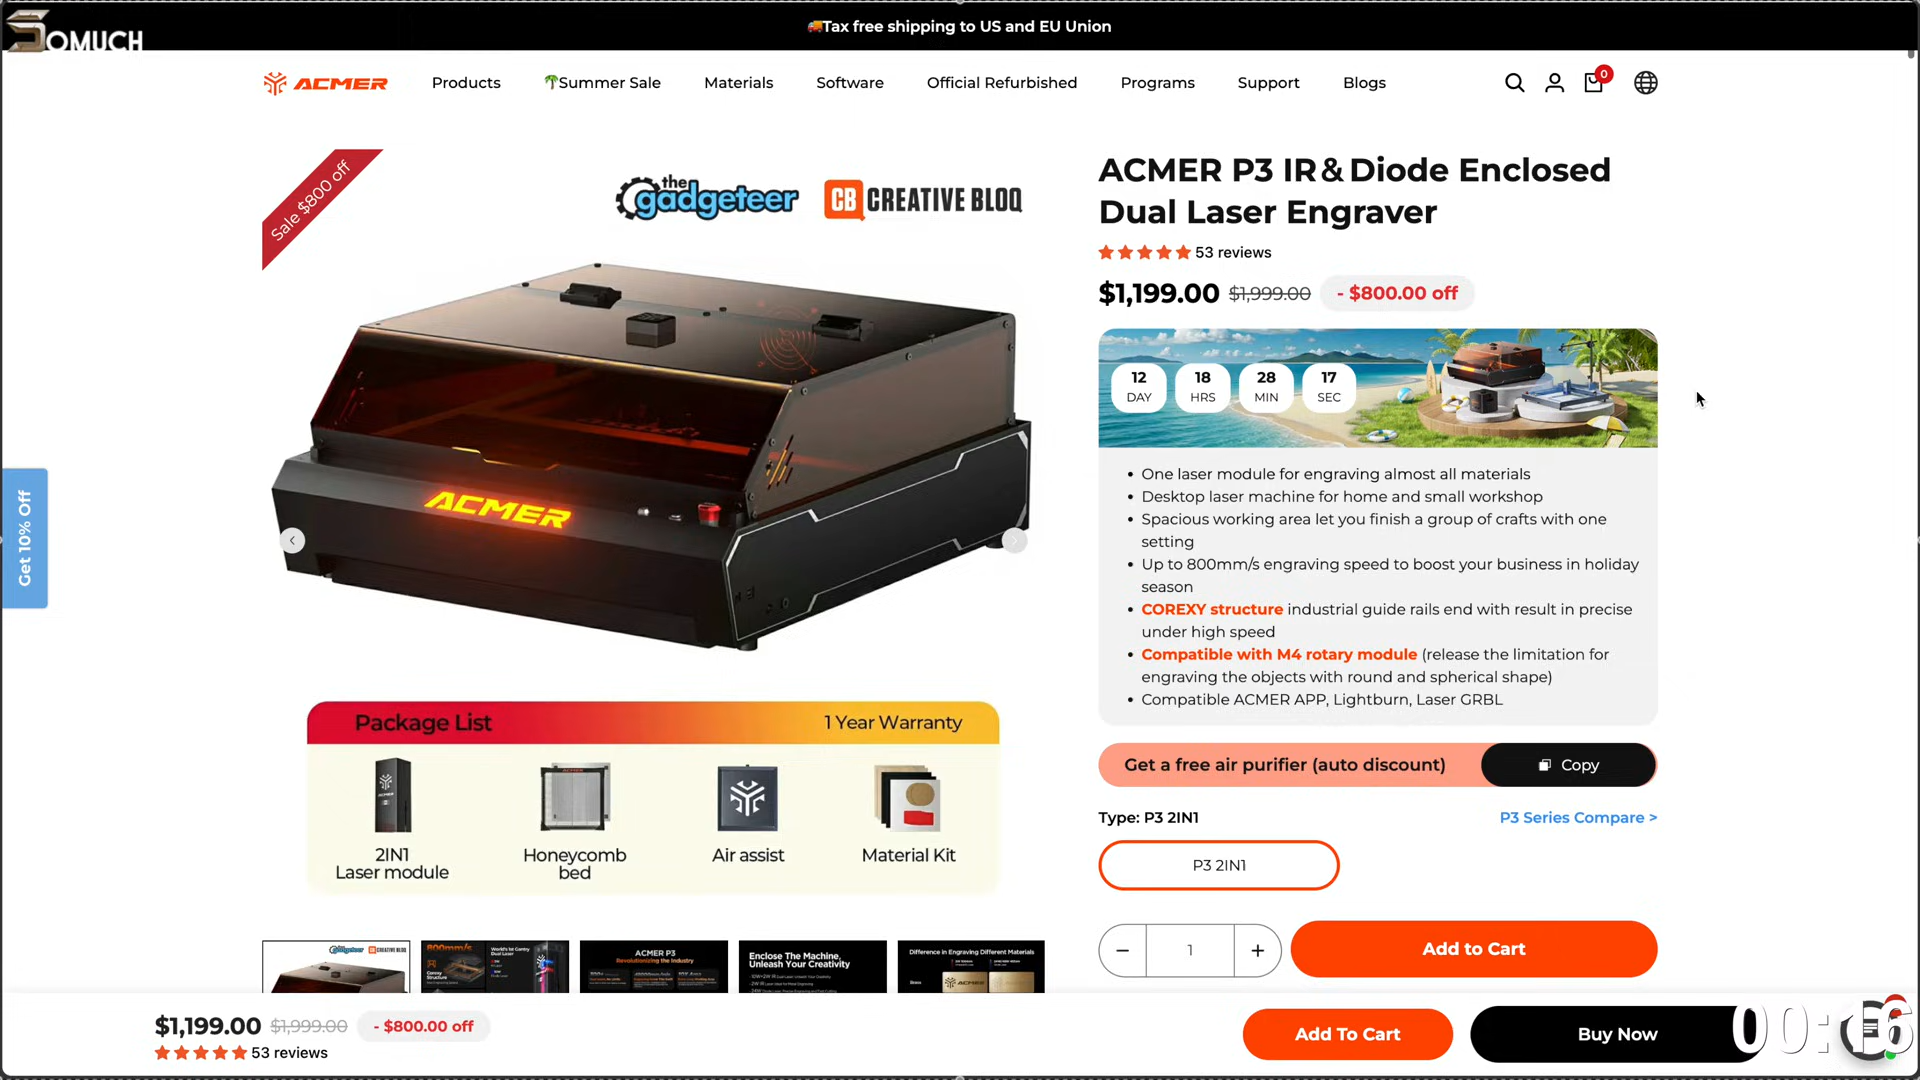 SOMUCH
🚚Tax free shipping to US and EU Union
ACMER
Products
🌴Summer Sale
Materials
Software
Official Refurbished
Programs
Support
Blogs
0
Sale $800 off
the
gadgeteer
CB CREATIVE BLOQ
ACMER
Package List
1 Year Warranty
2IN1
Laser module
Honeycomb
bed
Air assist
Material Kit
Get 10% Off
ACMER P3 IR&Diode Enclosed
Dual Laser Engraver
53 reviews
$1,199.00 $1,999.00 - $800.00 off
12 DAY
18 HRS
28 MIN
17 SEC
• One laser module for engraving almost all materials
• Desktop laser machine for home and small workshop
• Spacious working area let you finish a group of crafts with one
setting
• Up to 800mm/s engraving speed to boost your business in holiday
season
• COREXY structure industrial guide rails end with result in precise
under high speed
• Compatible with M4 rotary module (release the limitation for
engraving the objects with round and spherical shape)
• Compatible ACMER APP, Lightburn, Laser GRBL
Get a free air purifier (auto discount)
Copy
Type: P3 2IN1
P3 Series Compare >
P3 2IN1
− 1 +
Add to Cart
800mm/s
ACMER P3
Revolutionizing the Industry
Enclose The Machine,
Unleash Your Creativity
Difference in Engraving Different Materials
$1,199.00 $1,999.00 - $800.00 off
53 reviews
Add To Cart
Buy Now
00:16